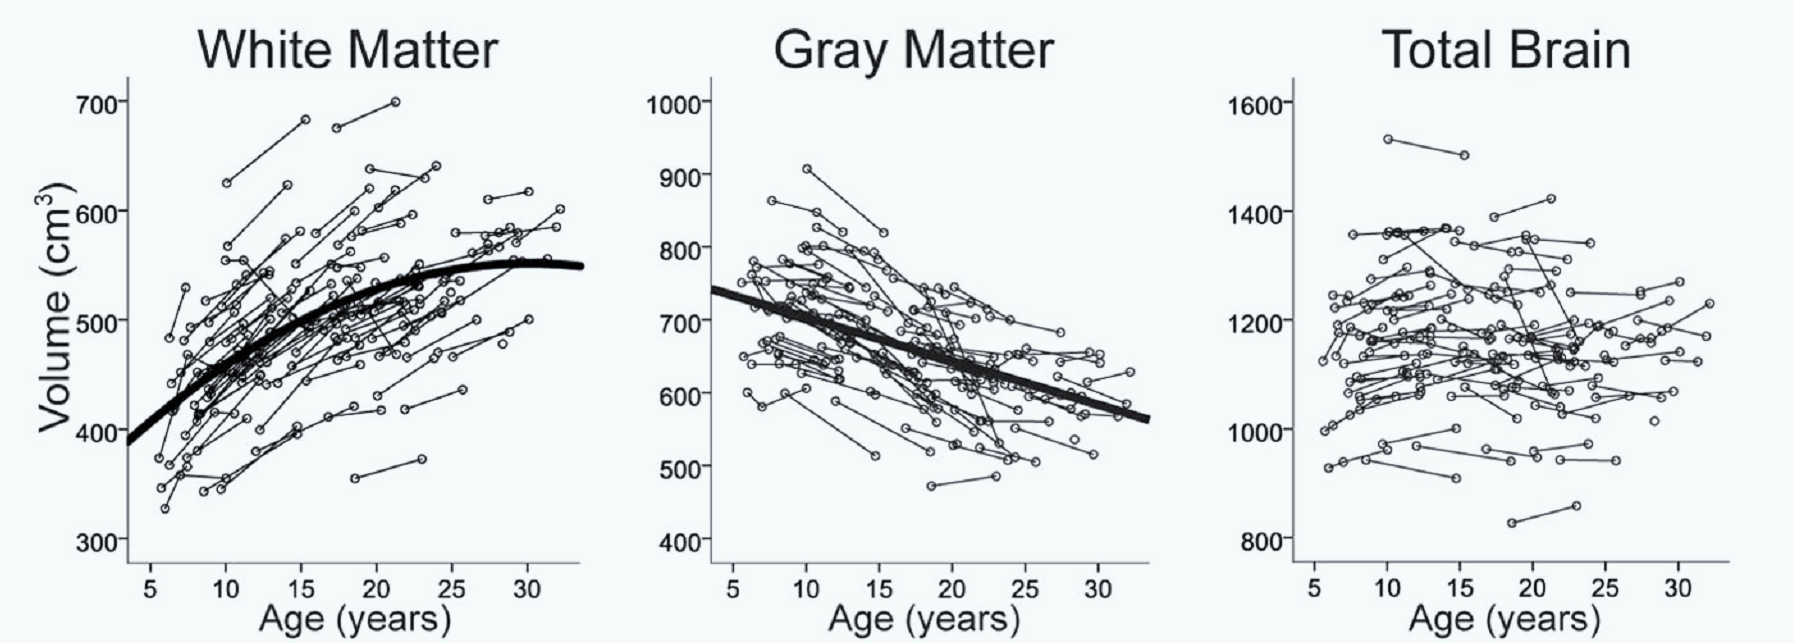 White Matter
Gray Matter
Total Brain
Volume (cm³)
700
600
500
400
300
5 10 15 20 25 30
Age (years)
1000
900
800
700
600
500
400
5 10 15 20 25 30
Age (years)
1600
1400
1200
1000
800
5 10 15 20 25 30
Age (years)